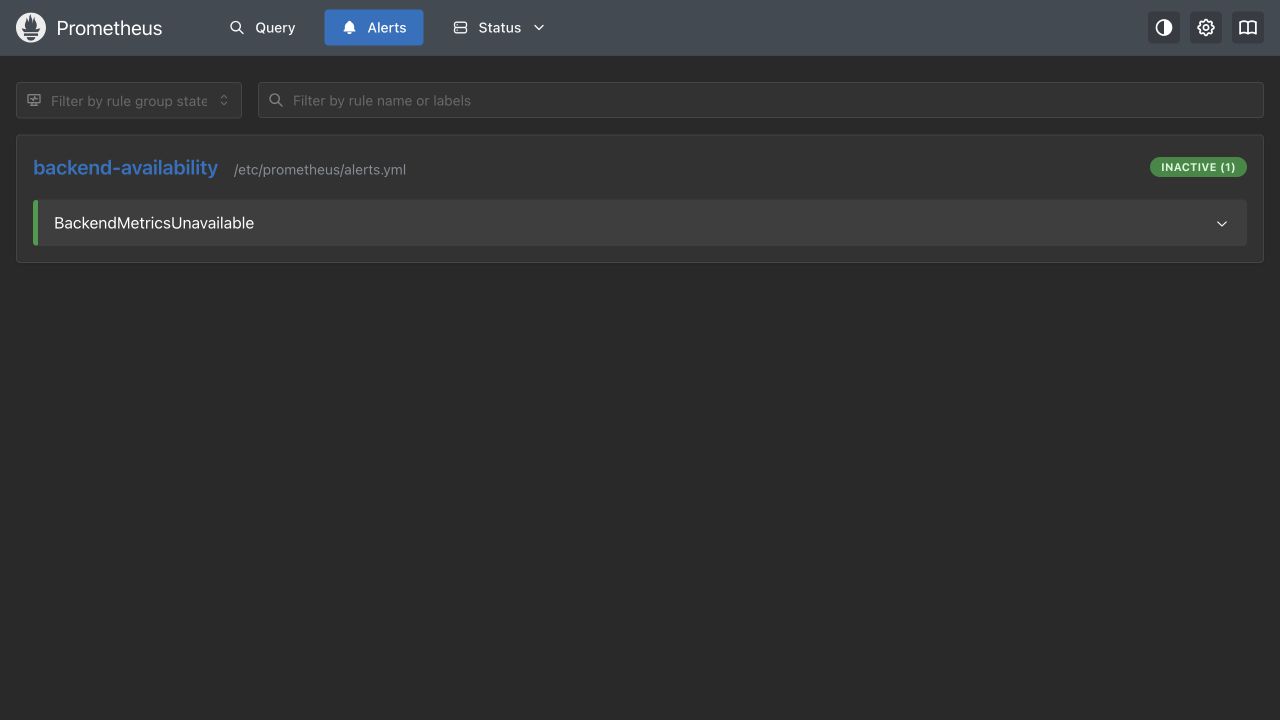 Prometheus
Query
Alerts
Status
Filter by rule group state
Filter by rule name or labels
backend-availability /etc/prometheus/alerts.yml
INACTIVE (1)
BackendMetricsUnavailable